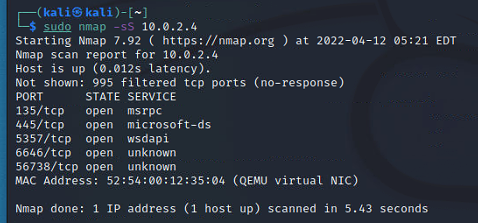 (kali㉿kali)-[~]
$ sudo nmap -sS 10.0.2.4
Starting Nmap 7.92 ( https://nmap.org ) at 2022-04-12 05:21 EDT
Nmap scan report for 10.0.2.4
Host is up (0.012s latency).
Not shown: 995 filtered tcp ports (no-response)
PORT      STATE SERVICE
135/tcp   open  msrpc
445/tcp   open  microsoft-ds
5357/tcp  open  wsdapi
6646/tcp  open  unknown
56738/tcp open  unknown
MAC Address: 52:54:00:12:35:04 (QEMU virtual NIC)
Nmap done: 1 IP address (1 host up) scanned in 5.43 seconds